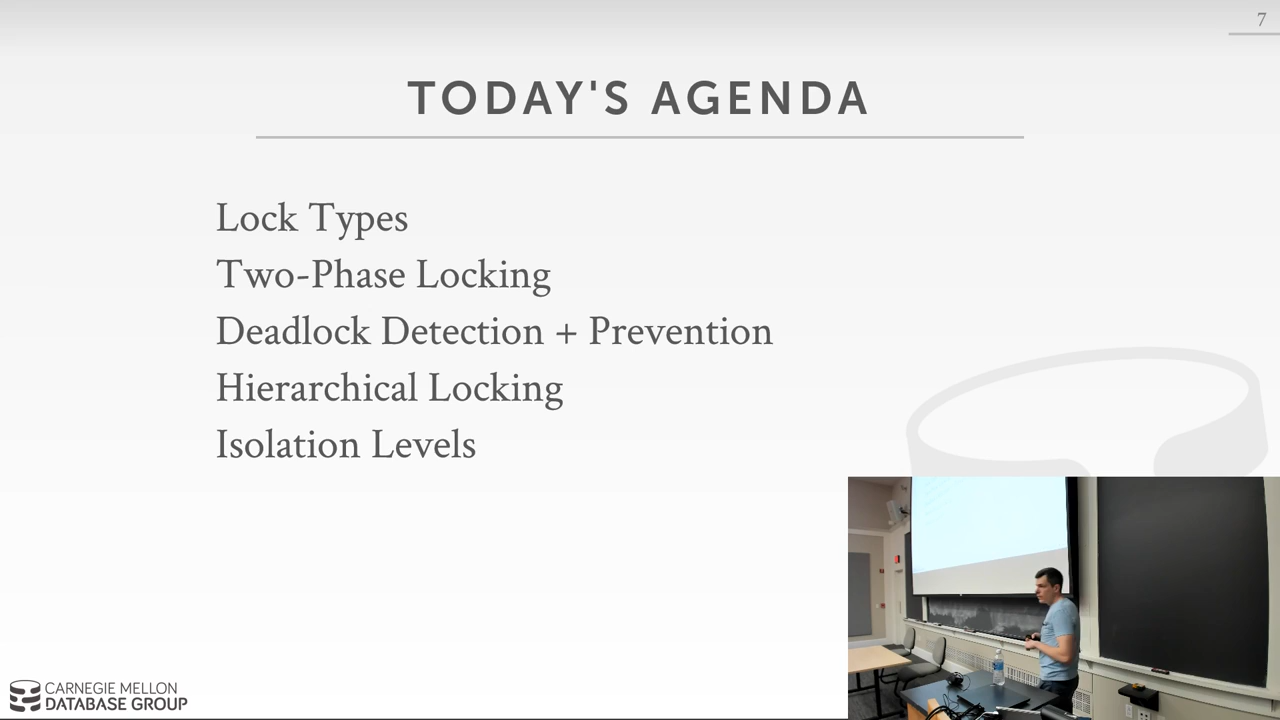 7
TODAY'S AGENDA
Lock Types
Two-Phase Locking
Deadlock Detection + Prevention
Hierarchical Locking
Isolation Levels
CARNEGIE MELLON
DATABASE GROUP